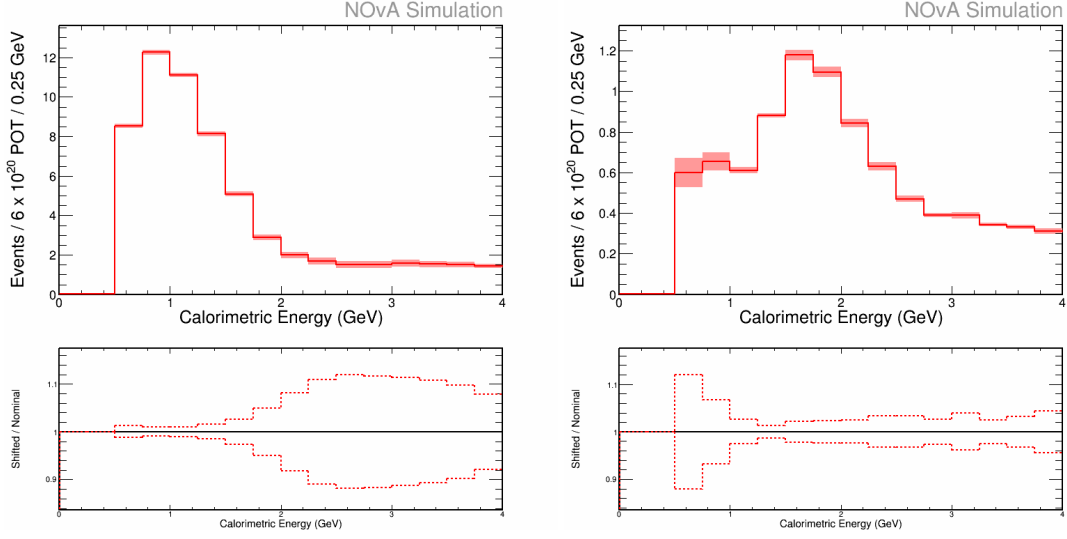 NOvA Simulation
Events / 6 x 10^20 POT / 0.25 GeV
12
10
8
6
4
2
0
0 1 2 3 4
Calorimetric Energy (GeV)
Shifted / Nominal
1.1
1
0.9
0 1 2 3 4
Calorimetric Energy (GeV)
NOvA Simulation
Events / 6 x 10^20 POT / 0.25 GeV
1.2
1
0.8
0.6
0.4
0.2
0
0 1 2 3 4
Calorimetric Energy (GeV)
Shifted / Nominal
1.1
1
0.9
0 1 2 3 4
Calorimetric Energy (GeV)